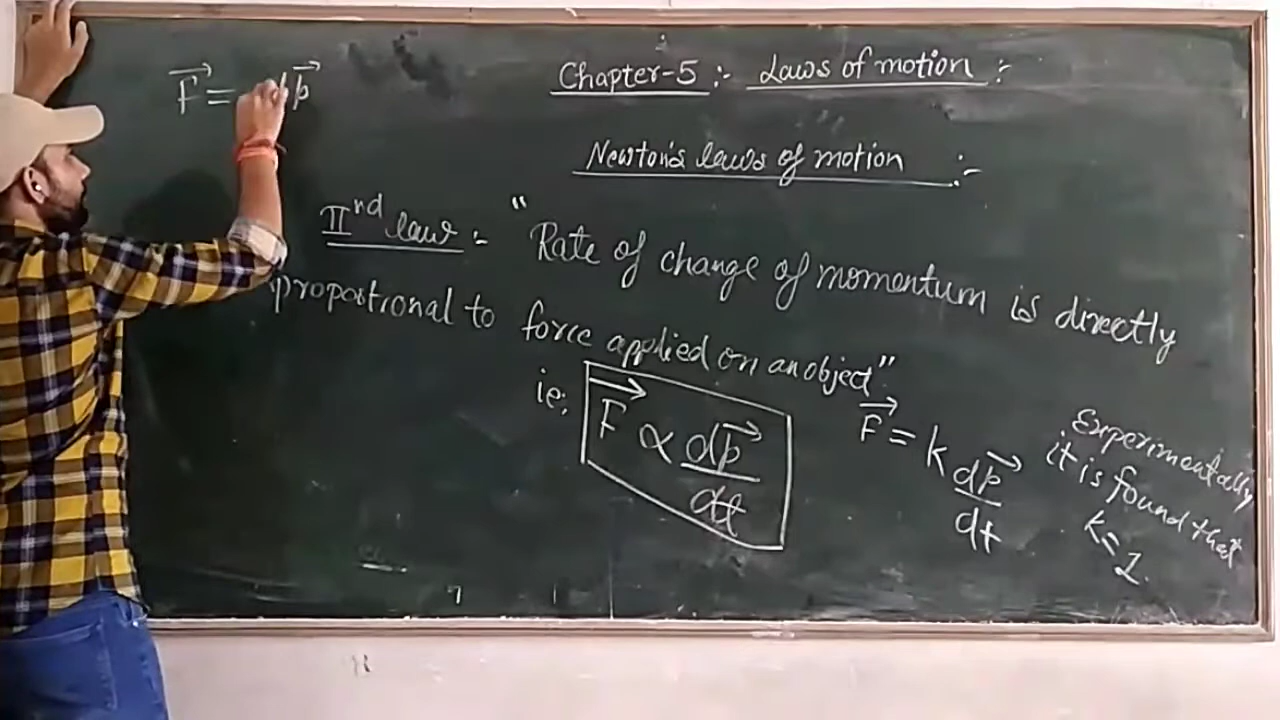 Chapter-5 :- Laws of motion :-
Newton's laws of motion :-
IInd law :- "Rate of change of momentum is directly
proportional to force applied on an object"
ie; F⃗ ∝ dp⃗/dt
F⃗ = k dp⃗/dt
Experimentally
it is found that
k=1.
F⃗ = dp⃗